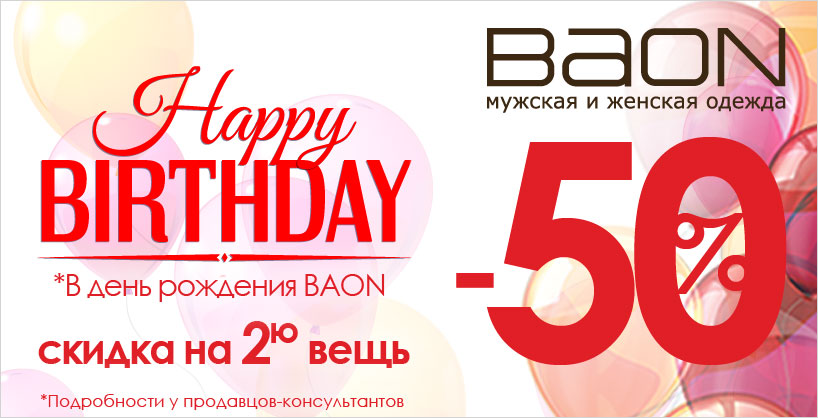 Happy
BIRTHDAY
*В день рождения BAON
скидка на 2ю вещь
*Подробности у продавцов-консультантов
BAON
мужская и женская одежда
-50%